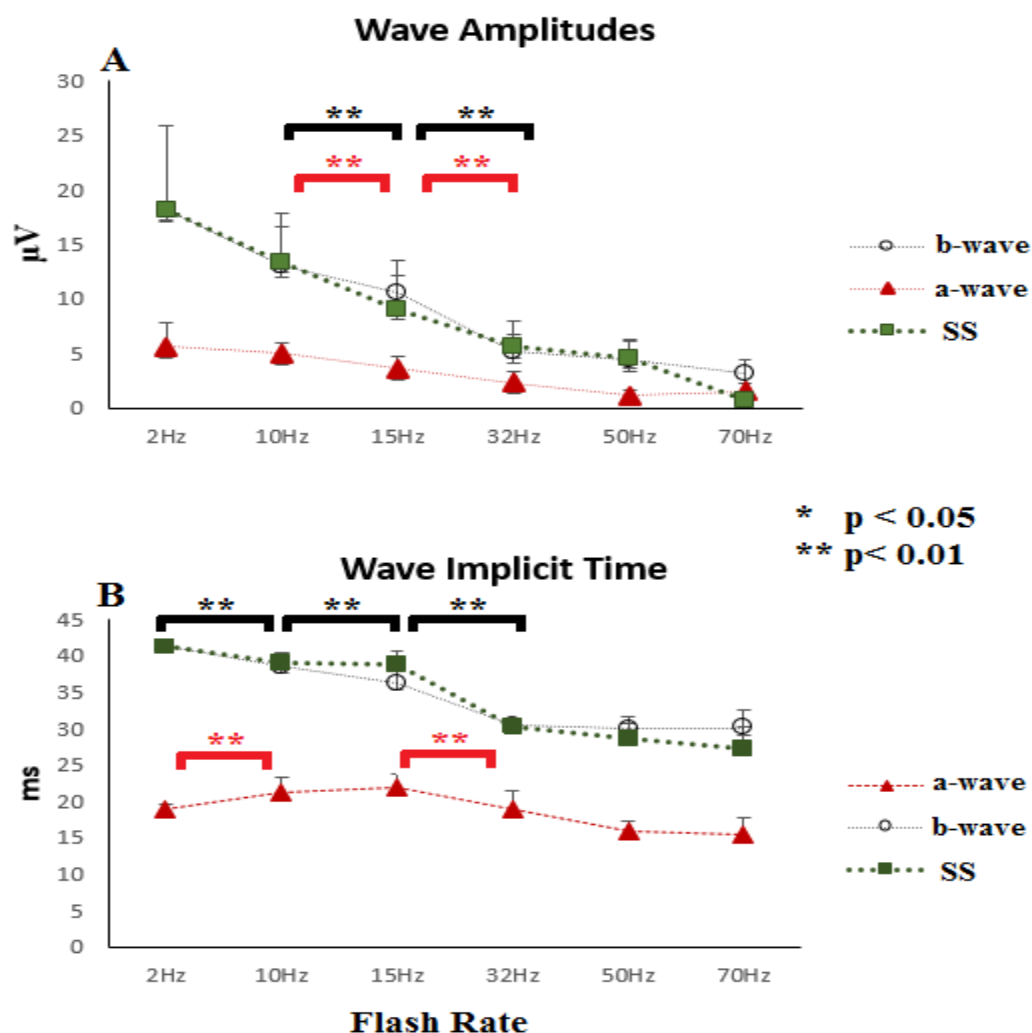 Wave Amplitudes
A
30
25
20
15
10
5
0
µV
** **
** **
b-wave
a-wave
SS
2Hz 10Hz 15Hz 32Hz 50Hz 70Hz
* p < 0.05
** p< 0.01
Wave Implicit Time
B
** ** **
** **
45
40
35
30
25
20
15
10
5
0
ms
a-wave
b-wave
SS
2Hz 10Hz 15Hz 32Hz 50Hz 70Hz
Flash Rate